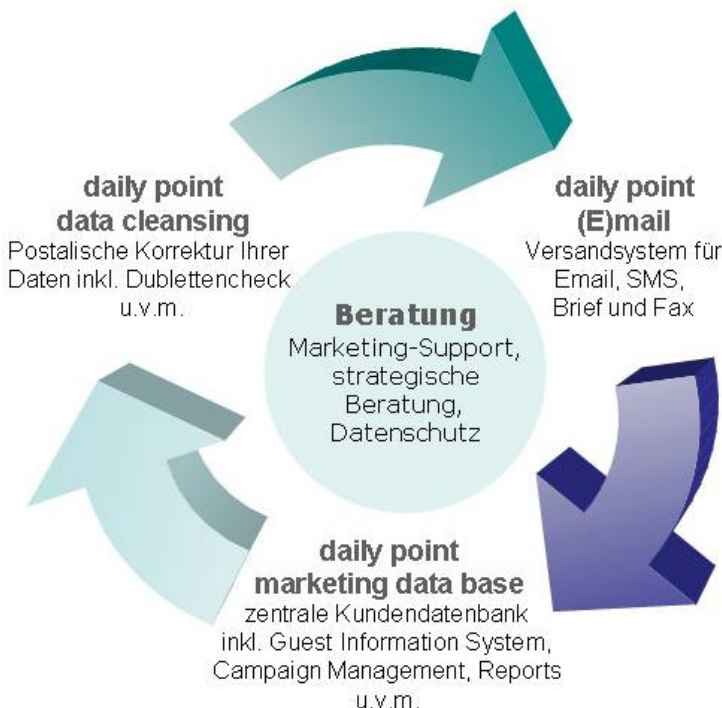 daily point
data cleansing
Postalische Korrektur Ihrer
Daten inkl. Dublettencheck
u.v.m.
daily point
(E)mail
Versandsystem für
Email, SMS,
Brief und Fax
Beratung
Marketing-Support,
strategische
Beratung,
Datenschutz
daily point
marketing data base
zentrale Kundendatenbank
inkl. Guest Information System,
Campaign Management, Reports
u.v.m.